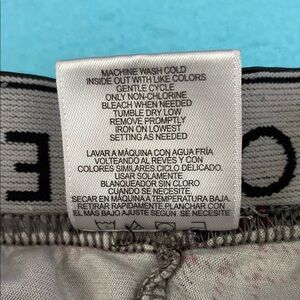 MACHINE WASH COLD
INSIDE OUT WITH LIKE COLORS
GENTLE CYCLE
ONLY NON-CHLORINE
BLEACH WHEN NEEDED
TUMBLE DRY LOW
REMOVE PROMPTLY
IRON ON LOWEST
SETTING AS NEEDED
LAVAR A MÁQUINA CON AGUA FRÍA
VOLTEANDO AL REVÉS Y CON
COLORES SIMILARES CICLO DELICADO.
USAR SOLAMENTE
BLANQUEADOR SIN CLORO
CUANDO SE NECESITE.
SECAR EN MÁQUINA A TEMPERATURA BAJA.
RETIRAR RAPIDAMENTE, PLANCHAR CON
EL MÁS BAJO AJUSTE SEGUN SE NECESITE